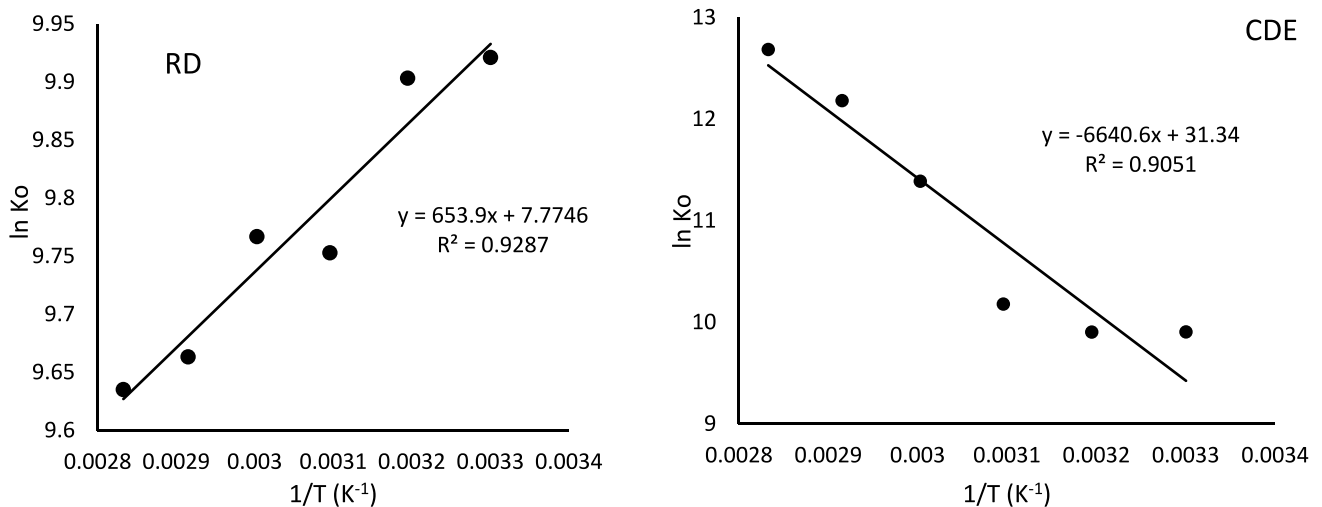 RD
9.95
9.9
9.85
9.8
9.75
9.7
9.65
9.6
ln Ko
y = 653.9x + 7.7746
R² = 0.9287
0.0028 0.0029 0.003 0.0031 0.0032 0.0033 0.0034
1/T (K⁻¹)
CDE
13
12
11
10
9
ln Ko
y = -6640.6x + 31.34
R² = 0.9051
0.0028 0.0029 0.003 0.0031 0.0032 0.0033 0.0034
1/T (K⁻¹)